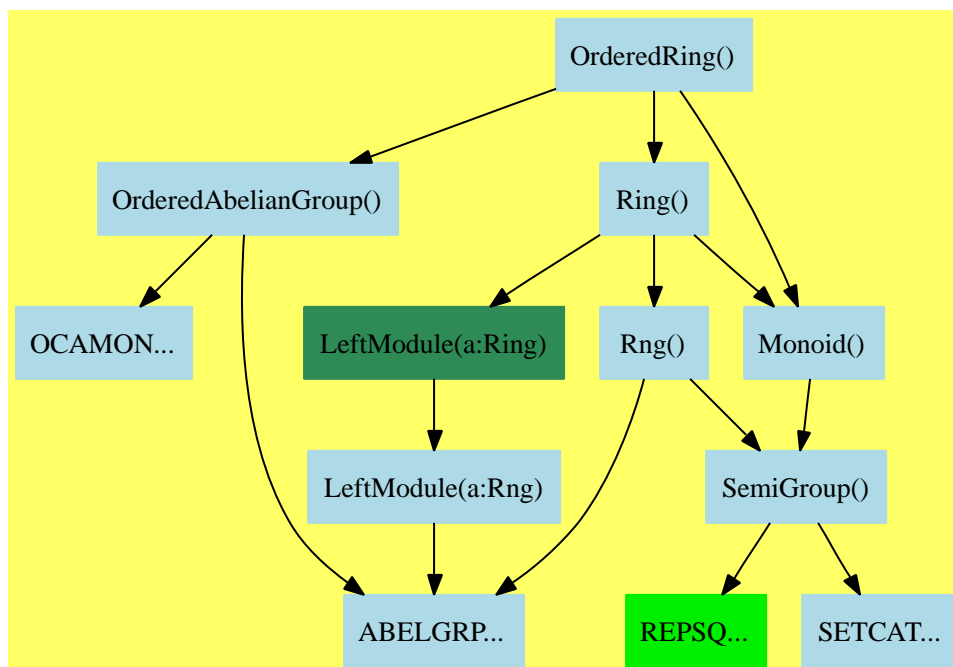 OrderedRing()
OrderedAbelianGroup()
Ring()
OCAMON...
LeftModule(a:Ring)
Rng()
Monoid()
LeftModule(a:Rng)
SemiGroup()
ABELGRP...
REPSQ...
SETCAT...